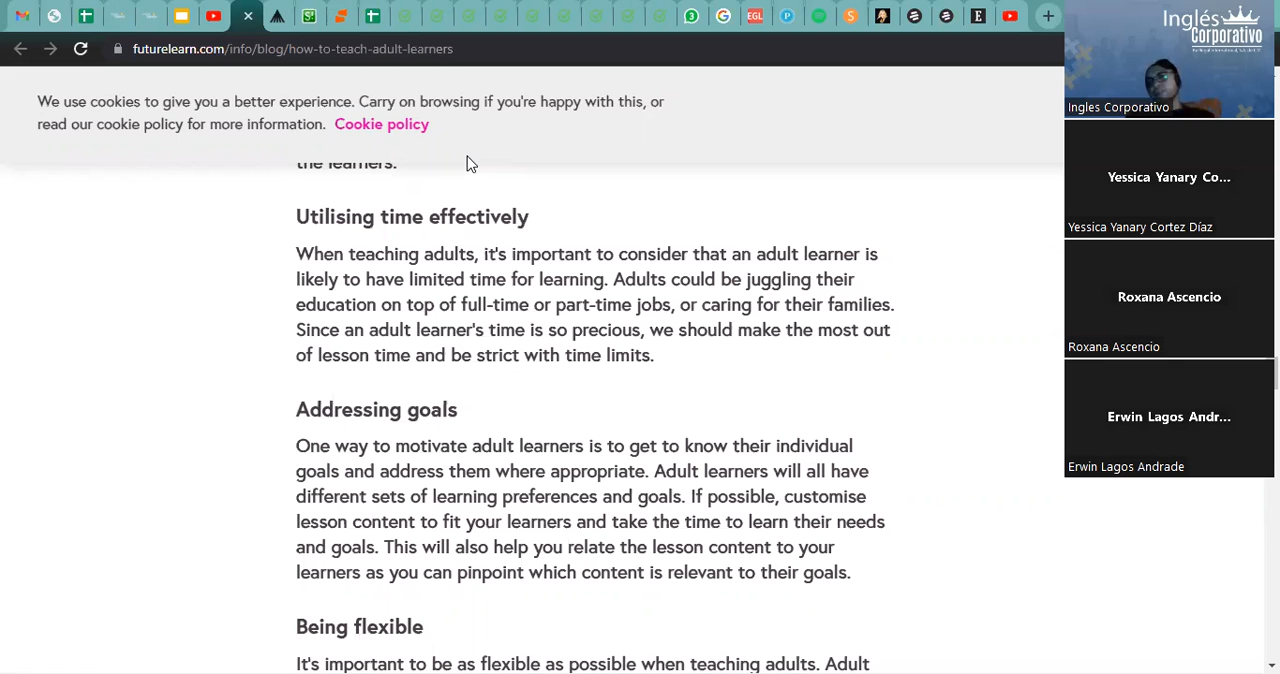 3
EGL
futurelearn.com/info/blog/how-to-teach-adult-learners
We use cookies to give you a better experience. Carry on browsing if you're happy with this, or
read our cookie policy for more information. Cookie policy
the learners.
Utilising time effectively
When teaching adults, it's important to consider that an adult learner is
likely to have limited time for learning. Adults could be juggling their
education on top of full-time or part-time jobs, or caring for their families.
Since an adult learner's time is so precious, we should make the most out
of lesson time and be strict with time limits.
Addressing goals
One way to motivate adult learners is to get to know their individual
goals and address them where appropriate. Adult learners will all have
different sets of learning preferences and goals. If possible, customise
lesson content to fit your learners and take the time to learn their needs
and goals. This will also help you relate the lesson content to your
learners as you can pinpoint which content is relevant to their goals.
Being flexible
It's important to be as flexible as possible when teaching adults. Adult
Inglés
Corporativo
Ingles Corporativo
Yessica Yanary Co...
Yessica Yanary Cortez Díaz
Roxana Ascencio
Roxana Ascencio
Erwin Lagos Andr...
Erwin Lagos Andrade